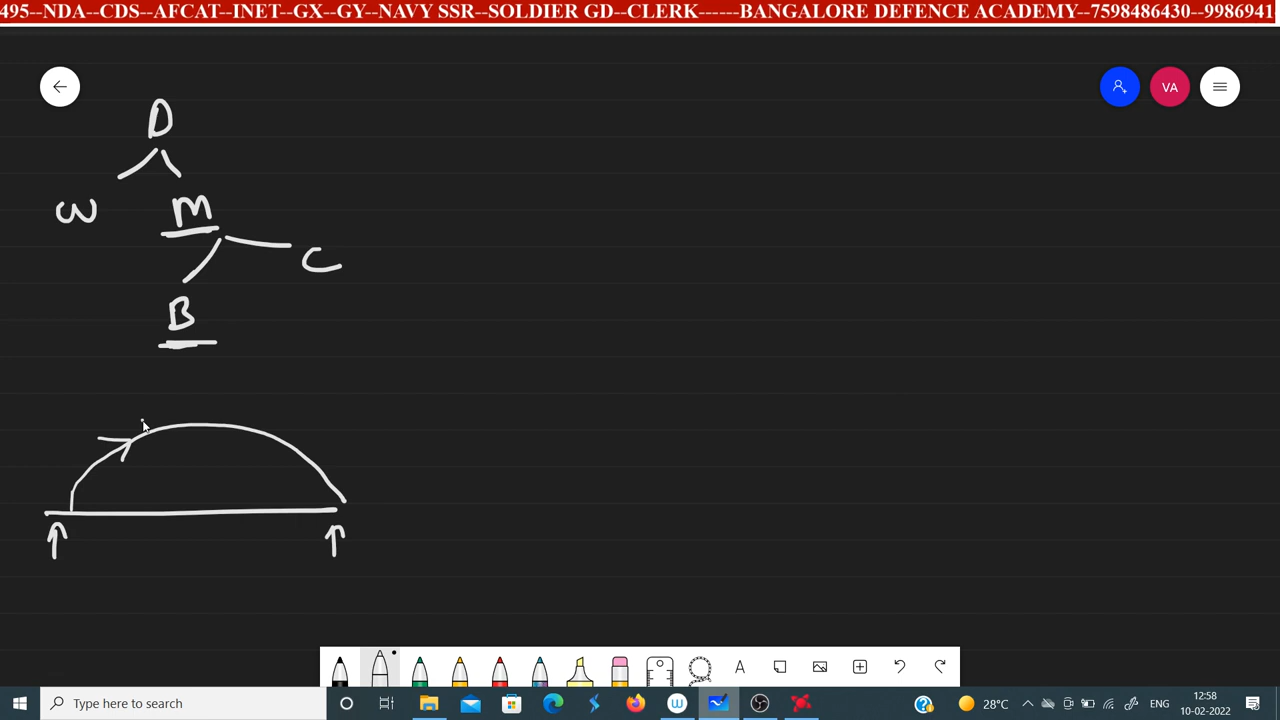 495--NDA--CDS--AFCAT--INET--GX--GY--NAVY SSR--SOLDIER GD--CLERK------BANGALORE DEFENCE ACADEMY--7598486430--9986941
VA
D
ω M
C
B
A
Type here to search
28°C
ENG
12:58
10-02-2022